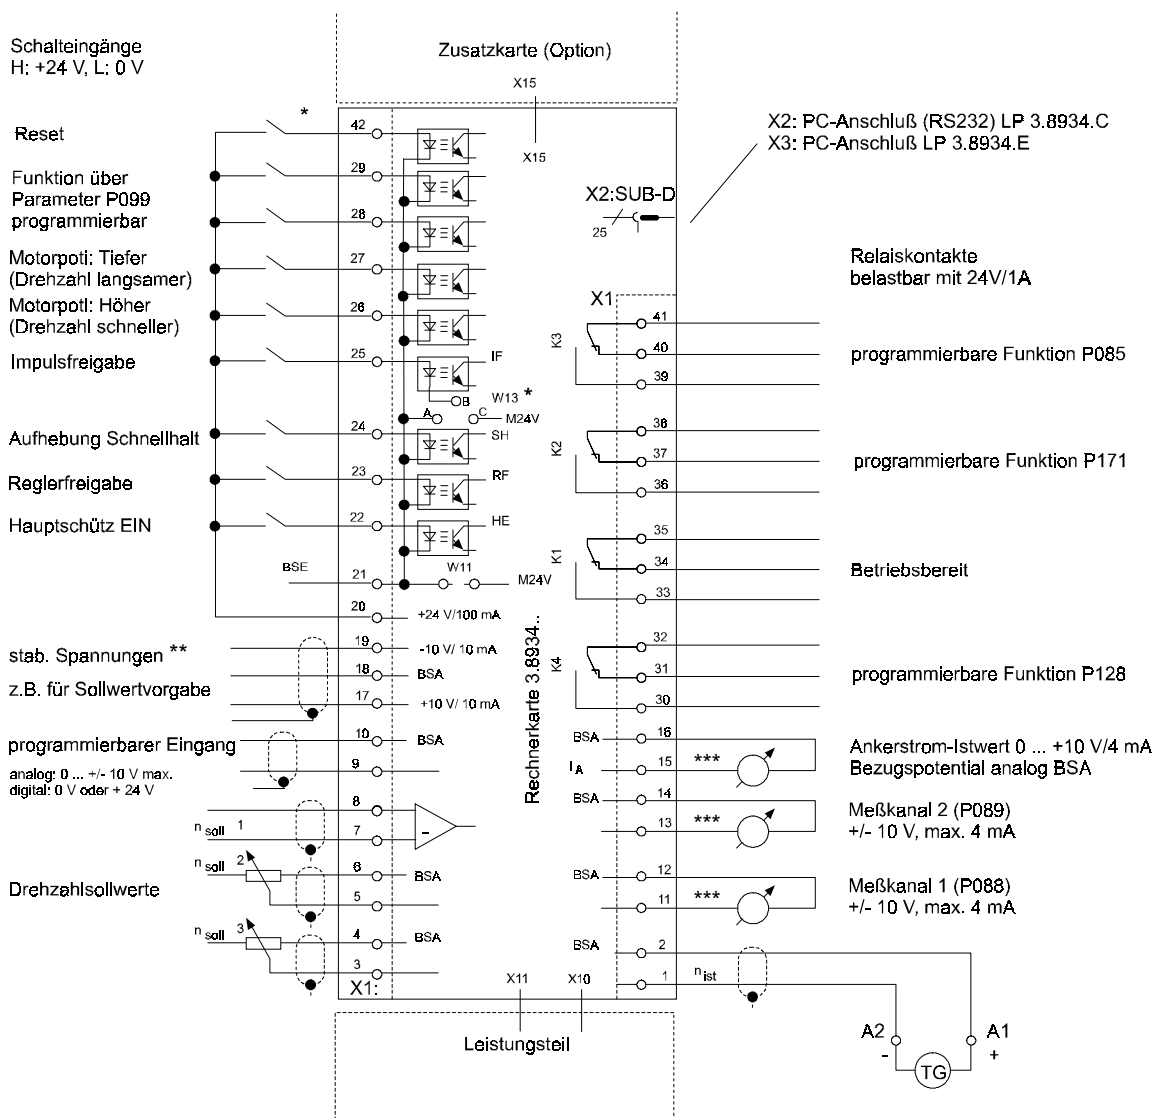 Schalteingänge
H: +24 V, L: 0 V
Zusatzkarte (Option)
X15
X15
X2: PC-Anschluß (RS232) LP 3.8934.C
X3: PC-Anschluß LP 3.8934.E
X2:SUB-D
25
Reset
*
42
Funktion über
Parameter P099
programmierbar
29
28
Motorpoti: Tiefer
(Drehzahl langsamer)
27
Motorpoti: Höher
(Drehzahl schneller)
26
Impulsfreigabe
25
IF
B
W13 *
A
C
M24V
Aufhebung Schnellhalt
24
SH
Reglerfreigabe
23
RF
Hauptschütz EIN
22
HE
BSE
21
W11
M24V
20
+24 V/100 mA
stab. Spannungen **
z.B. für Sollwertvorgabe
19
-10 V/ 10 mA
18
BSA
17
+10 V/ 10 mA
programmierbarer Eingang
analog: 0 ... +/- 10 V max.
digital: 0 V oder + 24 V
10
BSA
9
8
n soll 1
7
-
Drehzahlsollwerte
n soll 2
6
BSA
5
n soll 3
4
BSA
3
X1:
Rechnerkarte 3.8934..
Relaiskontakte
belastbar mit 24V/1A
X1
K3
41
40
39
programmierbare Funktion P085
K2
38
37
36
programmierbare Funktion P171
K1
35
34
33
Betriebsbereit
K4
32
31
30
programmierbare Funktion P128
BSA
16
I A
15
***
Ankerstrom-Istwert 0 ... +10 V/4 mA
Bezugspotential analog BSA
BSA
14
13
***
Meßkanal 2 (P089)
+/- 10 V, max. 4 mA
BSA
12
11
***
Meßkanal 1 (P088)
+/- 10 V, max. 4 mA
BSA
2
1
n ist
X11
X10
Leistungsteil
A2
-
A1
+
TG